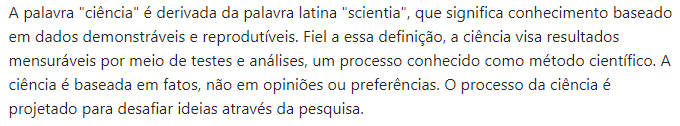 A palavra "ciência" é derivada da palavra latina "scientia", que significa conhecimento baseado
em dados demonstráveis e reprodutíveis. Fiel a essa definição, a ciência visa resultados
mensuráveis por meio de testes e análises, um processo conhecido como método científico. A
ciência é baseada em fatos, não em opiniões ou preferências. O processo da ciência é
projetado para desafiar ideias através da pesquisa.